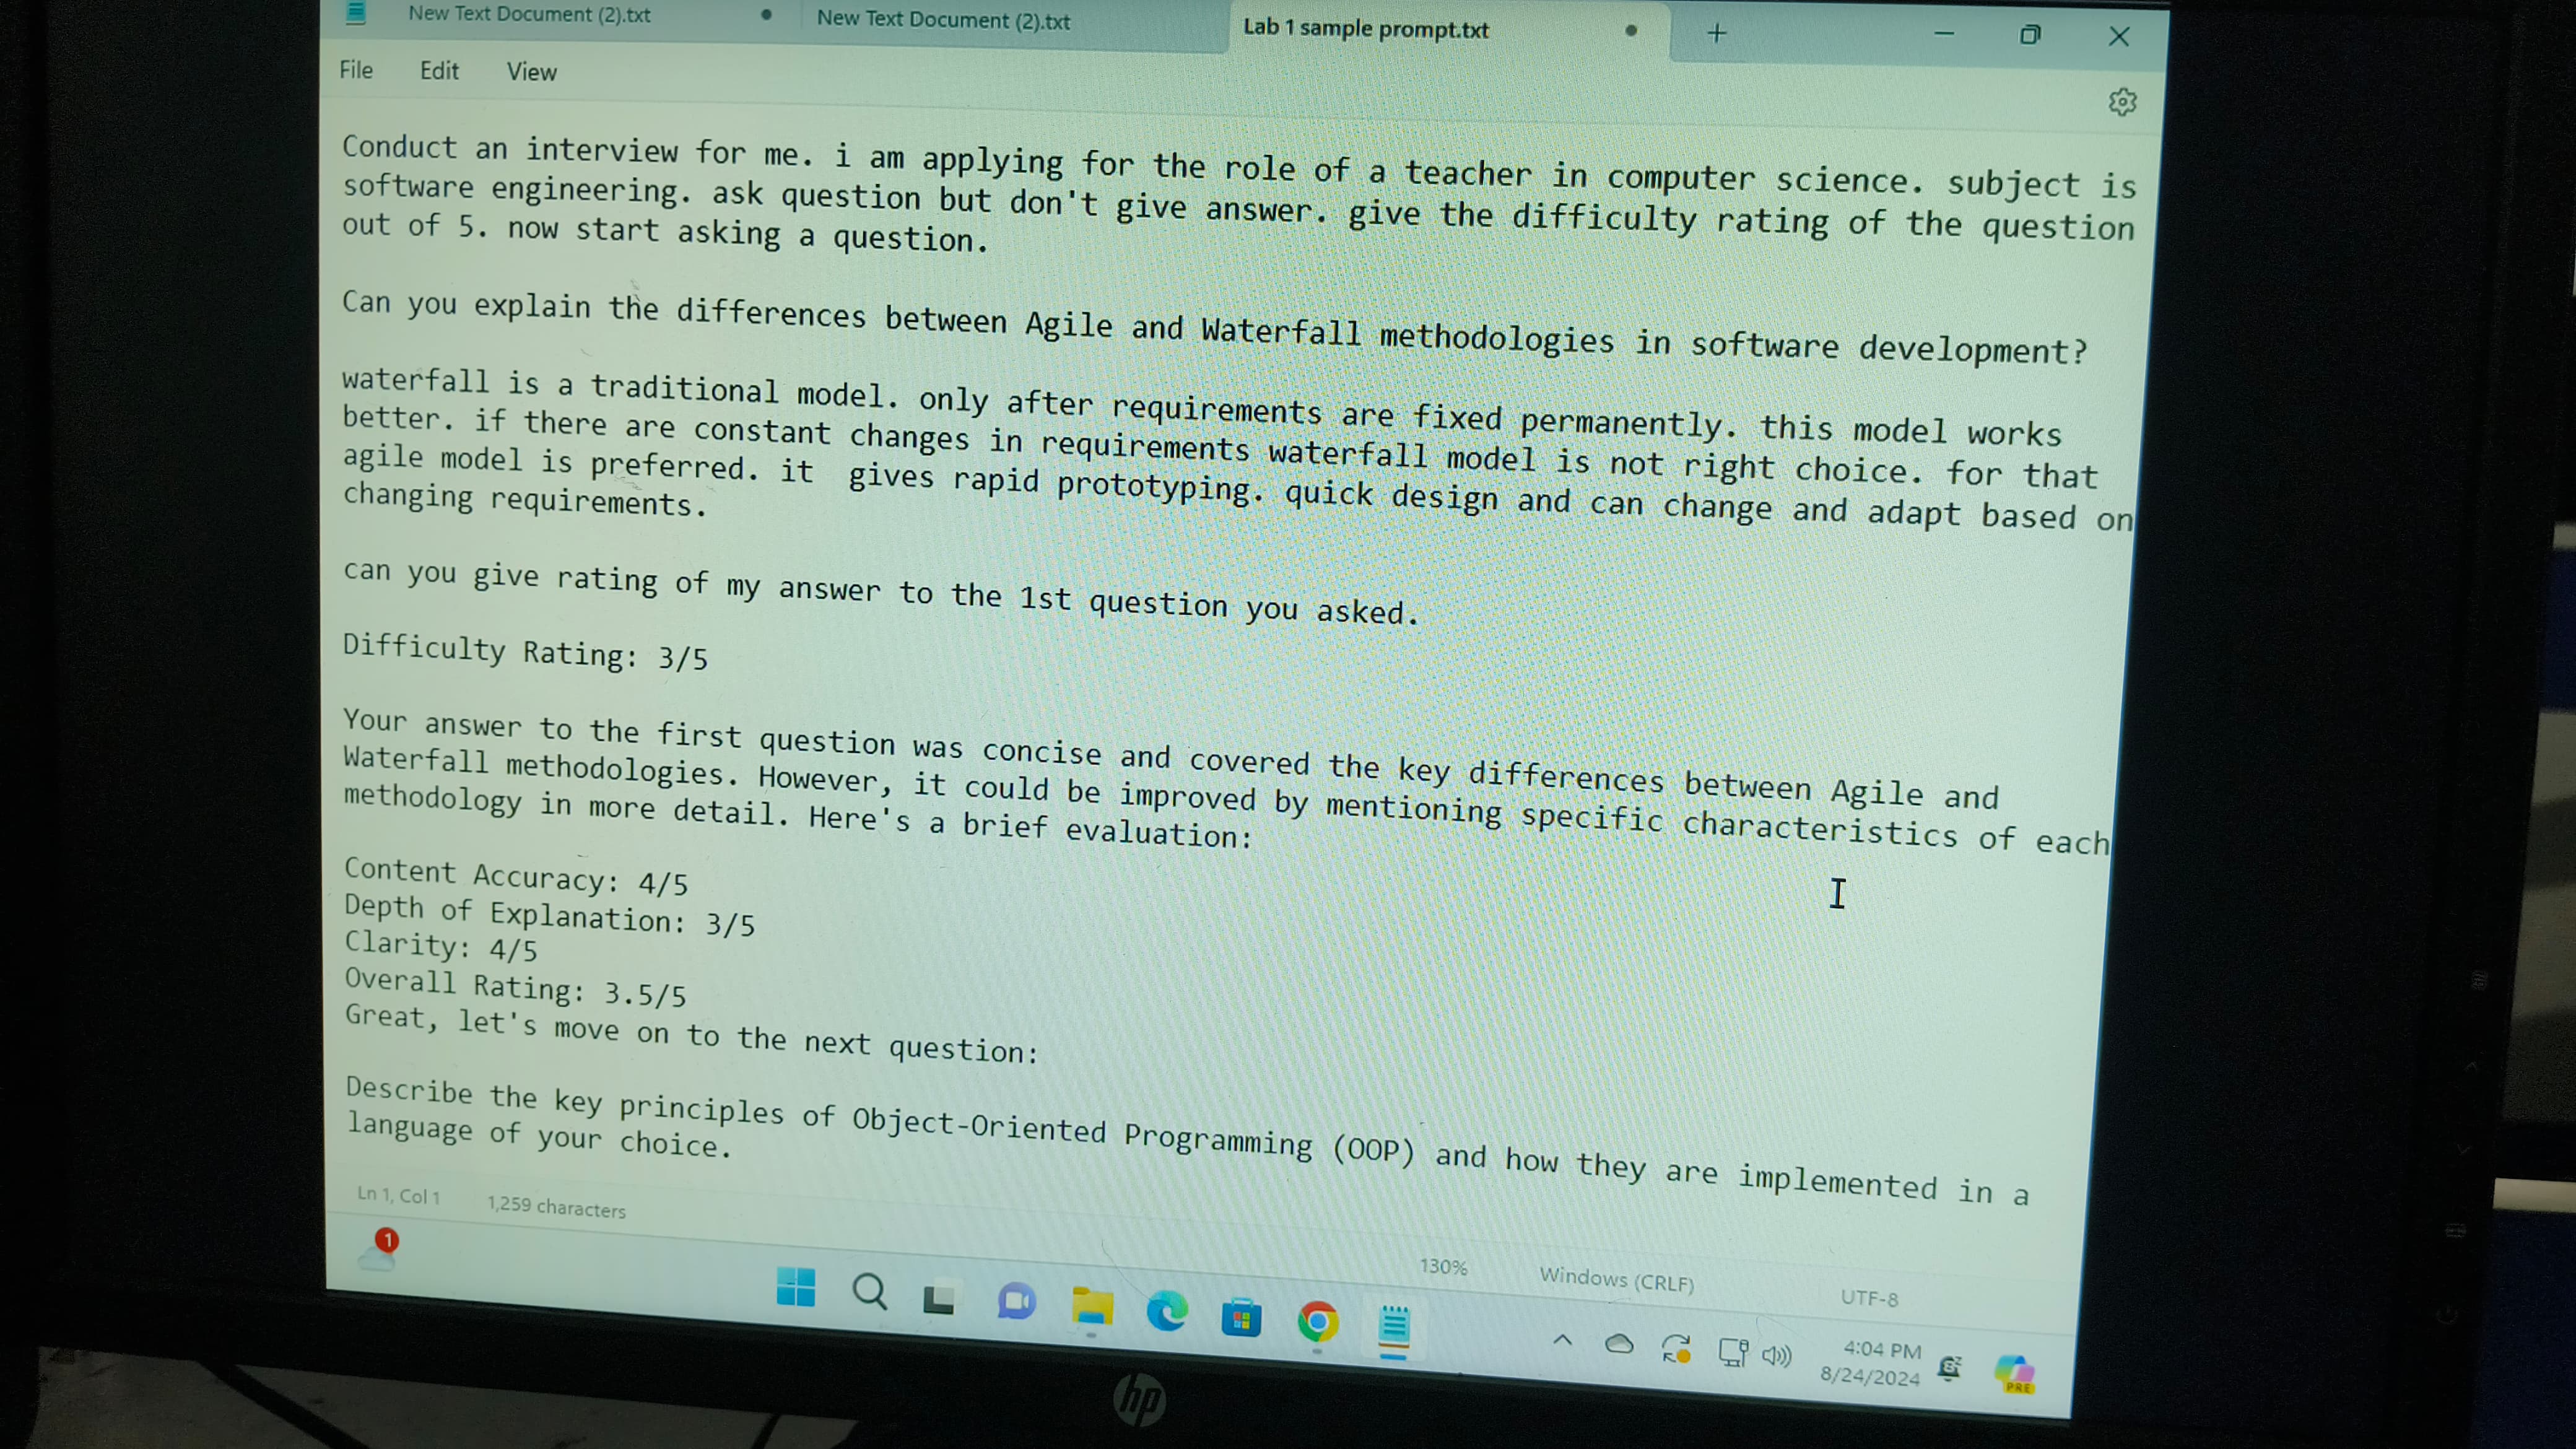 New Text Document (2).txt
New Text Document (2).txt
Lab 1 sample prompt.txt
File Edit View
Conduct an interview for me. i am applying for the role of a teacher in computer science. subject is
software engineering. ask question but don't give answer. give the difficulty rating of the question
out of 5. now start asking a question.
Can you explain the differences between Agile and Waterfall methodologies in software development?
waterfall is a traditional model. only after requirements are fixed permanently. this model works
better. if there are constant changes in requirements waterfall model is not right choice. for that
agile model is preferred. it  gives rapid prototyping. quick design and can change and adapt based on
changing requirements.
can you give rating of my answer to the 1st question you asked.
Difficulty Rating: 3/5
Your answer to the first question was concise and covered the key differences between Agile and
Waterfall methodologies. However, it could be improved by mentioning specific characteristics of each
methodology in more detail. Here's a brief evaluation:
Content Accuracy: 4/5
Depth of Explanation: 3/5
Clarity: 4/5
Overall Rating: 3.5/5
Great, let's move on to the next question:
Describe the key principles of Object-Oriented Programming (OOP) and how they are implemented in a
language of your choice.
Ln 1, Col 1
1,259 characters
130%
Windows (CRLF)
UTF-8
1
4:04 PM
8/24/2024
PRE
hp